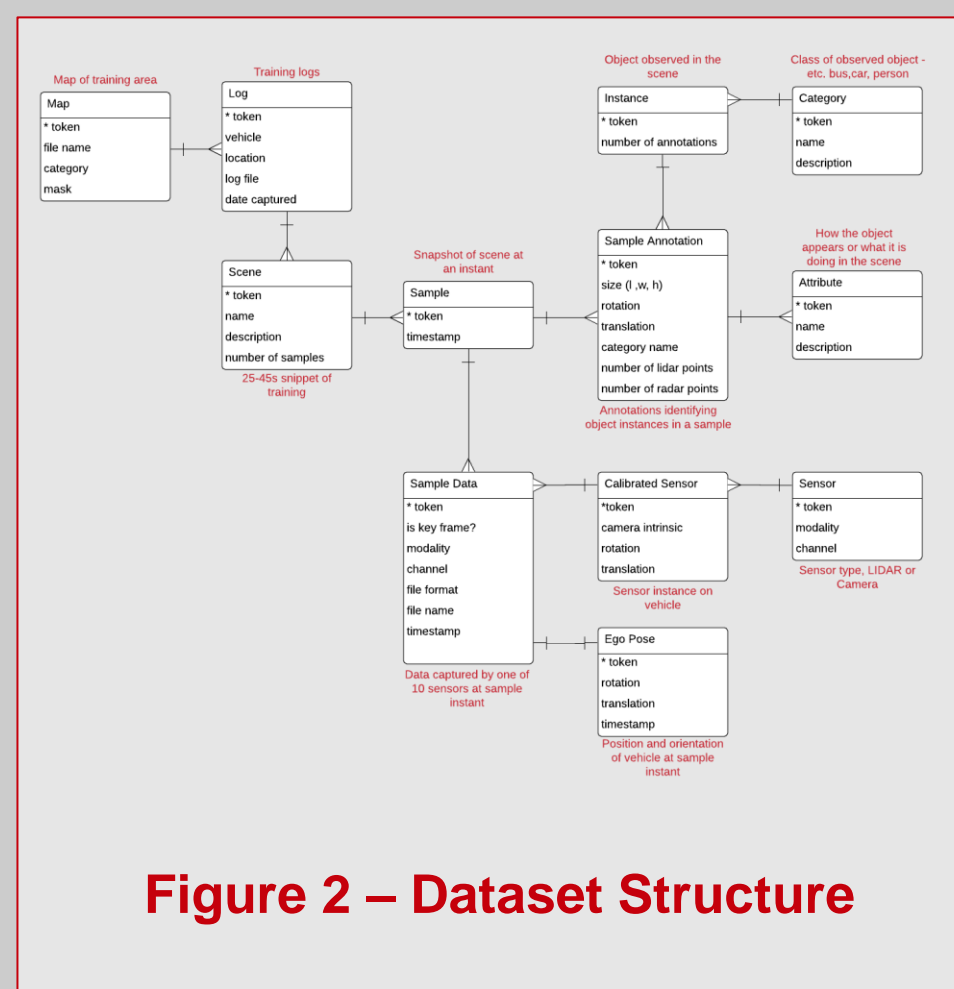 Map of training area
Map
* token
file name
category
mask
Training logs
Log
* token
vehicle
location
log file
date captured
Scene
* token
name
description
number of samples
25-45s snippet of
training
Snapshot of scene at
an instant
Sample
* token
timestamp
Object observed in the
scene
Instance
* token
number of annotations
Class of observed object -
etc. bus,car, person
Category
* token
name
description
Sample Annotation
* token
size (l ,w, h)
rotation
translation
category name
number of lidar points
number of radar points
Annotations identifying
object instances in a sample
How the object
appears or what it is
doing in the scene
Attribute
* token
name
description
Sample Data
* token
is key frame?
modality
channel
file format
file name
timestamp
Data captured by one of
10 sensors at sample
instant
Calibrated Sensor
*token
camera intrinsic
rotation
translation
Sensor instance on
vehicle
Sensor
* token
modality
channel
Sensor type, LIDAR or
Camera
Ego Pose
* token
rotation
translation
timestamp
Position and orientation
of vehicle at sample
instant
Figure 2 – Dataset Structure